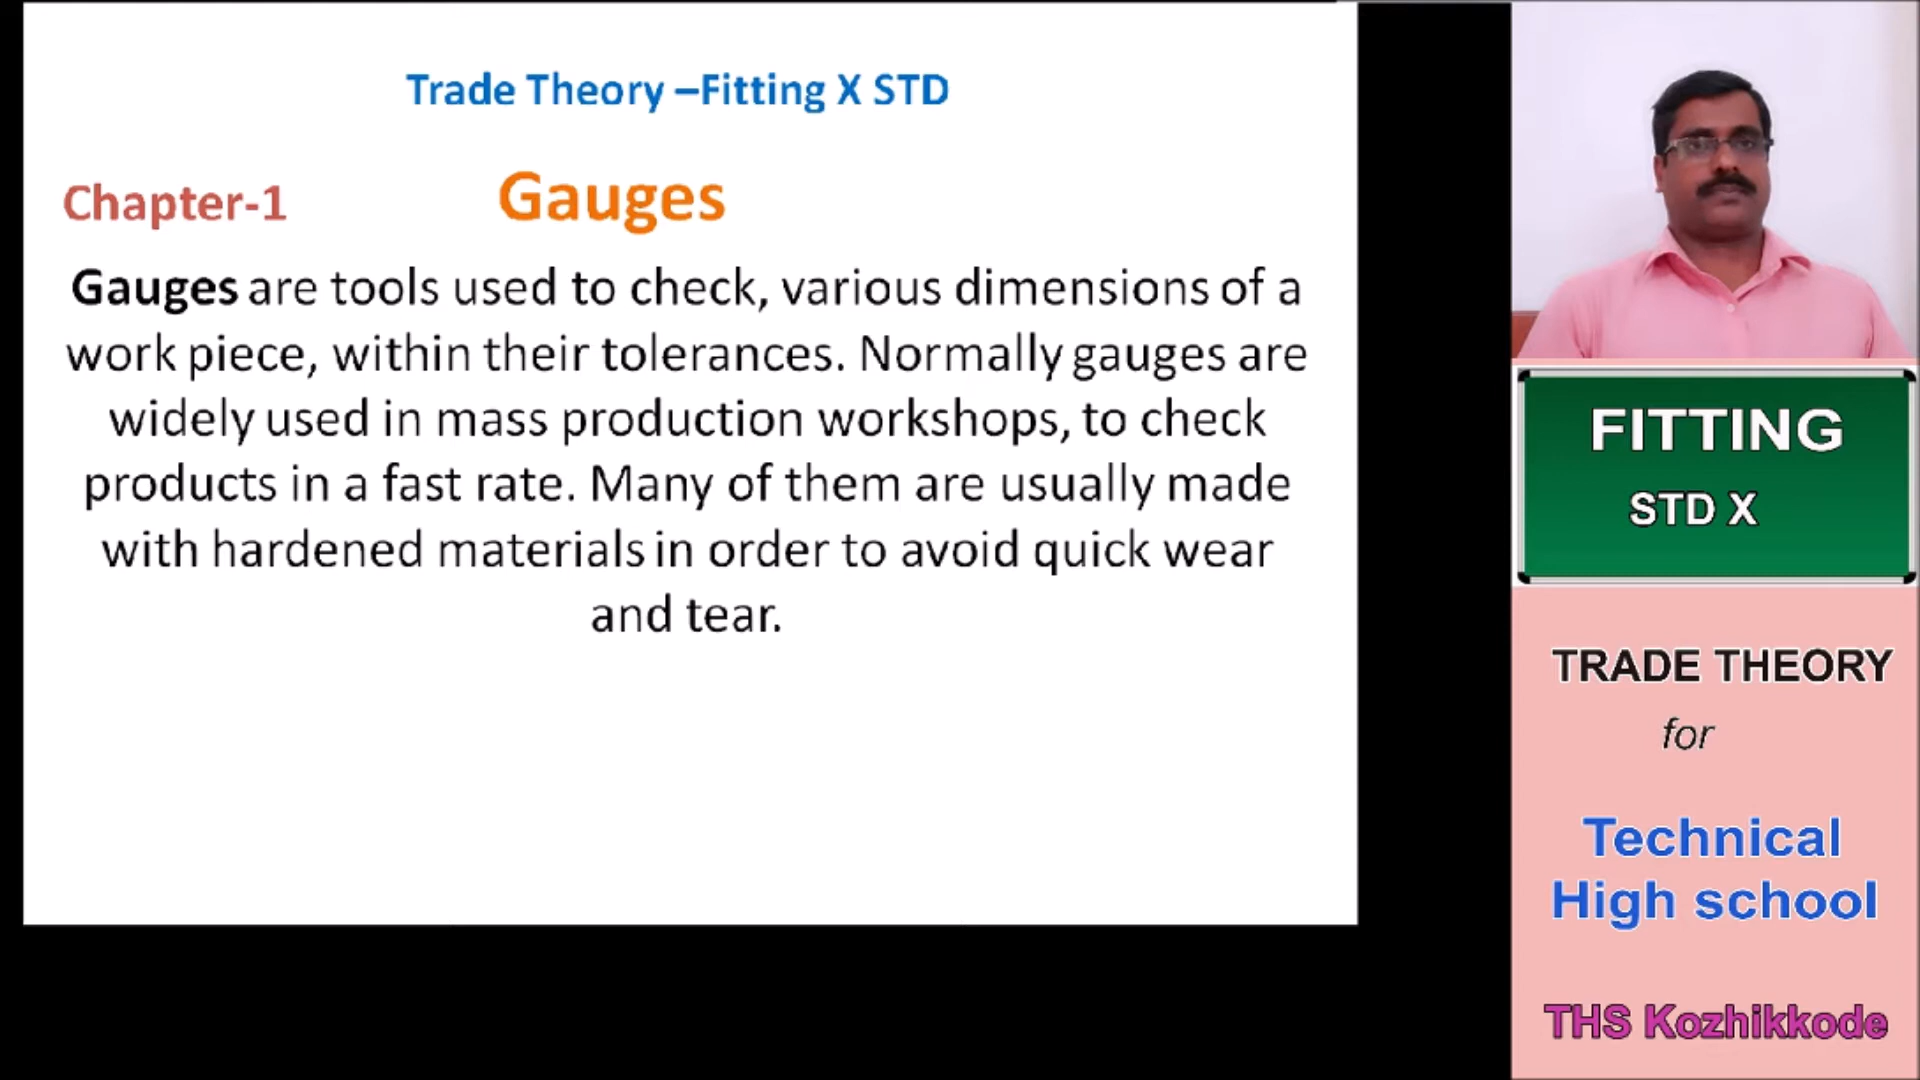 Trade Theory –Fitting X STD
Chapter-1 Gauges
Gauges are tools used to check, various dimensions of a
work piece, within their tolerances. Normally gauges are
widely used in mass production workshops, to check
products in a fast rate. Many of them are usually made
with hardened materials in order to avoid quick wear
and tear.
FITTING
STD X
TRADE THEORY
for
Technical
High school
THS Kozhikkode